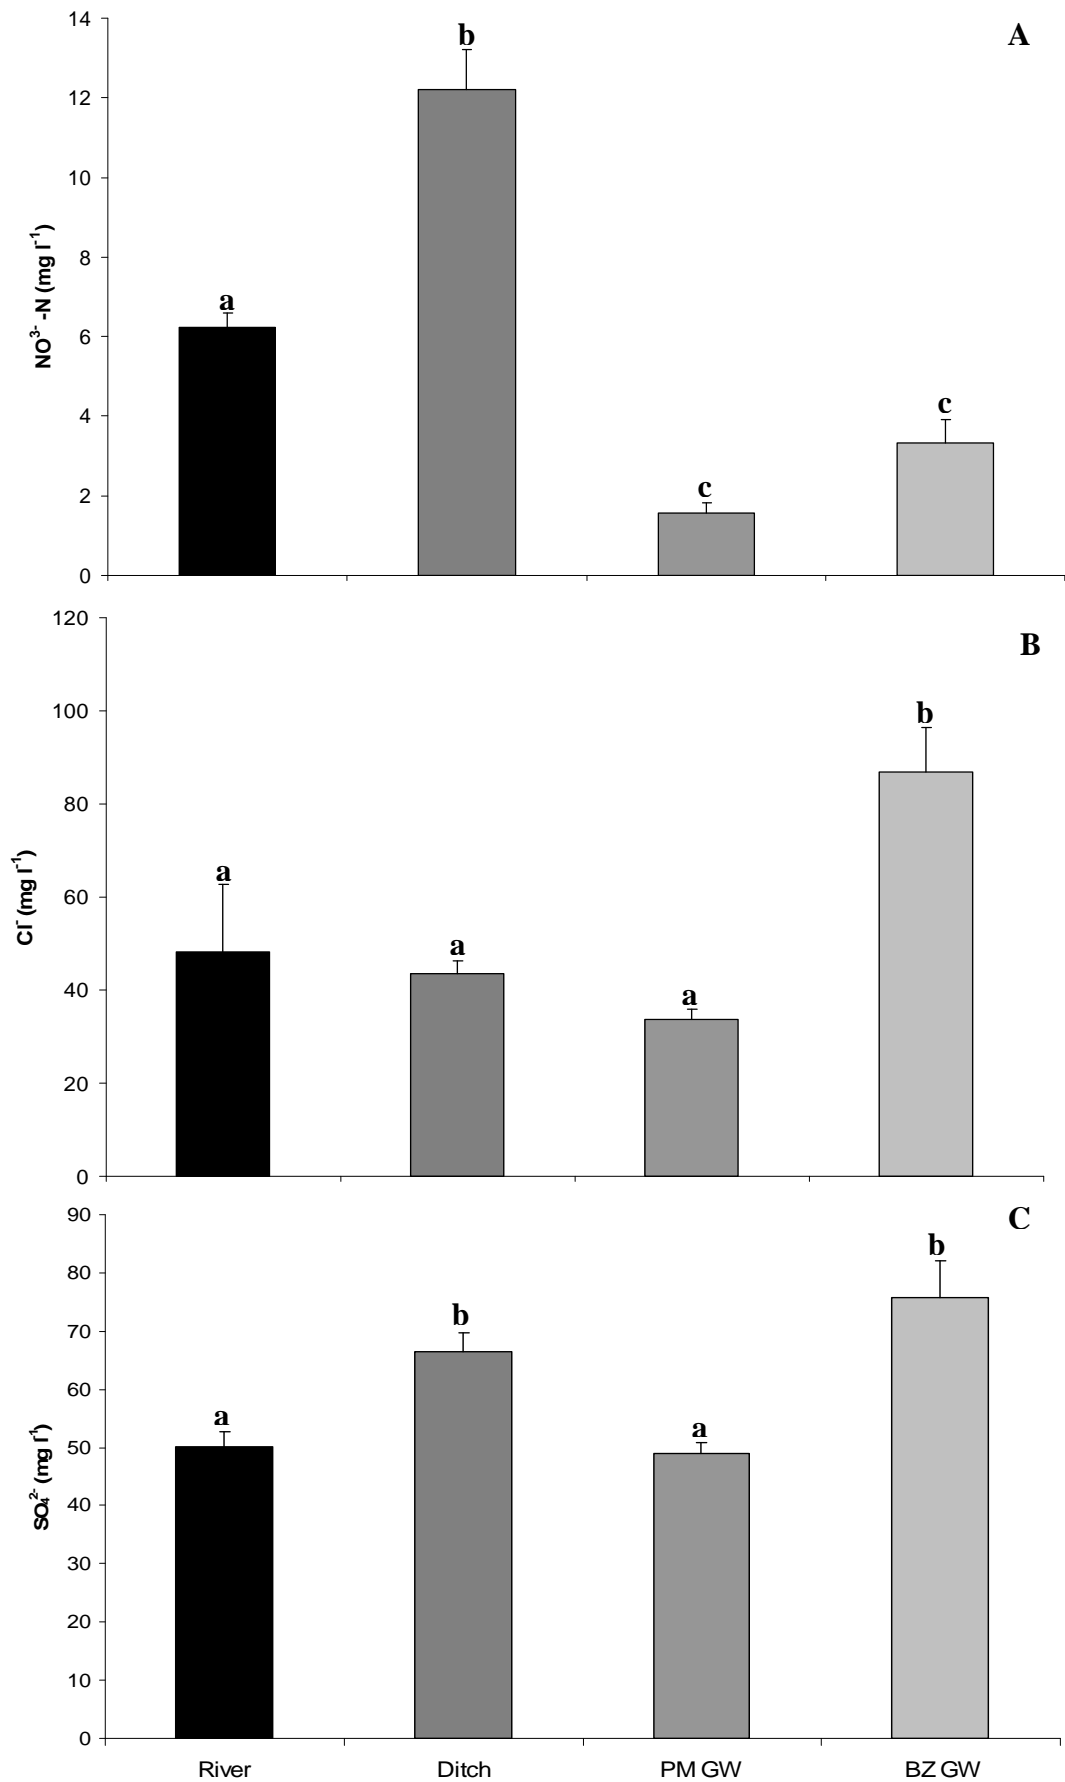 A
NO³⁻ -N (mg l⁻¹)
14
12
10
8
6
4
2
0
a
b
c
c
B
Cl⁻ (mg l⁻¹)
120
100
80
60
40
20
0
a
a
a
b
C
SO₄²⁻ (mg l⁻¹)
90
80
70
60
50
40
30
20
10
0
a
b
a
b
River Ditch PM GW BZ GW